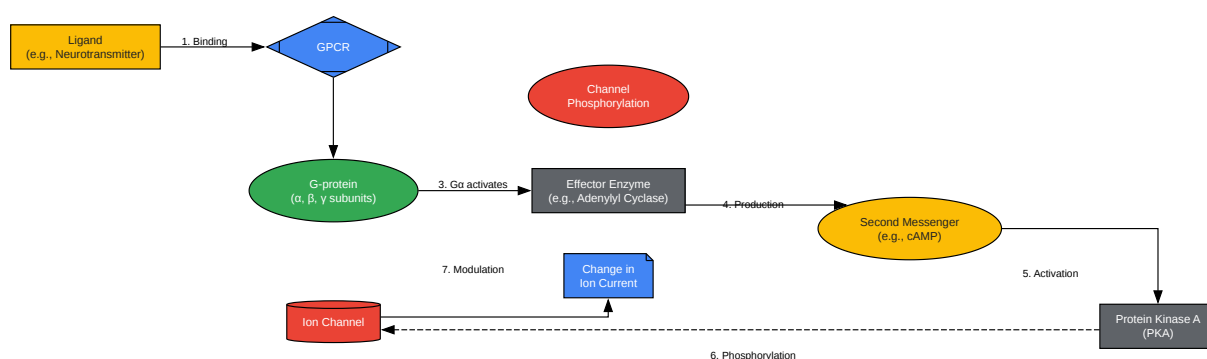 Ligand
(e.g., Neurotransmitter)
1. Binding
GPCR
Channel
Phosphorylation
G-protein
(α, β, γ subunits)
3. Gα activates
Effector Enzyme
(e.g., Adenylyl Cyclase)
4. Production
Second Messenger
(e.g., cAMP)
7. Modulation
Change in
Ion Current
5. Activation
Ion Channel
Protein Kinase A
(PKA)
6. Phosphorylation